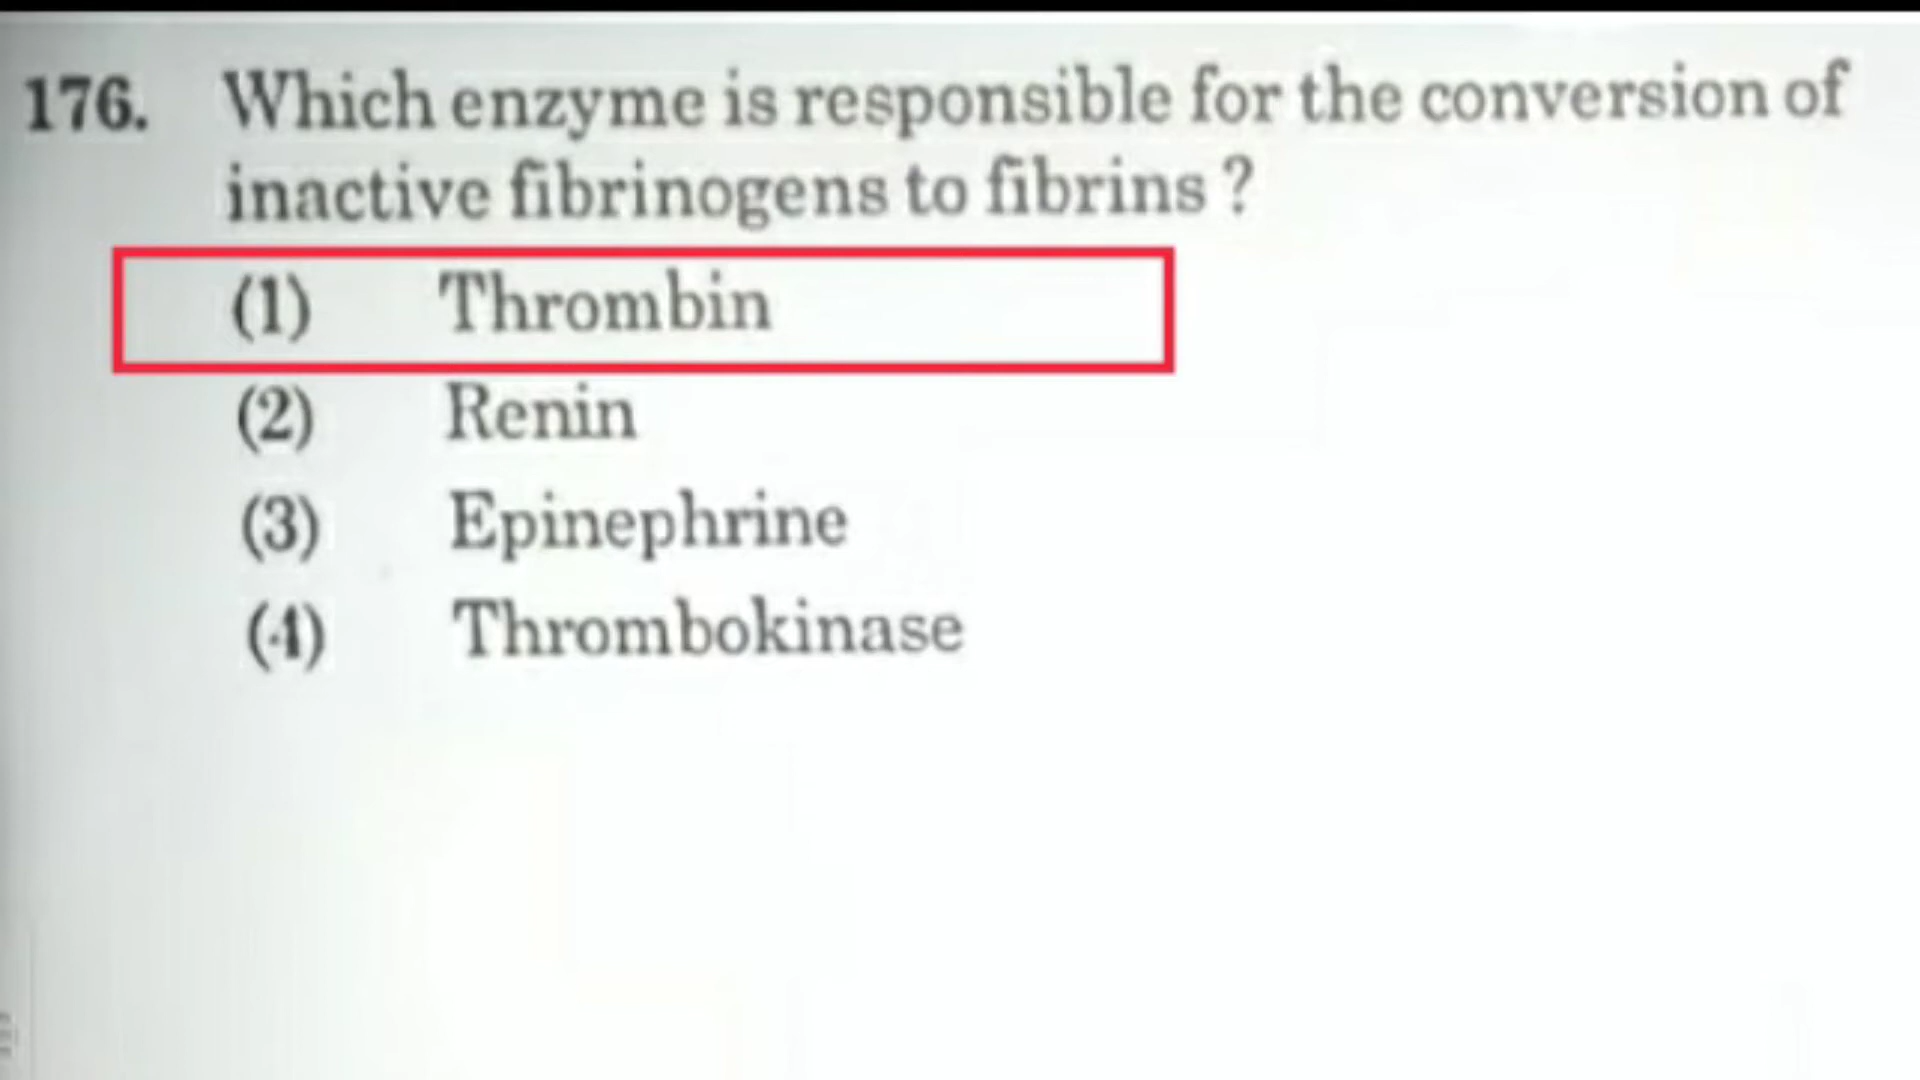 176. Which enzyme is responsible for the conversion of
inactive fibrinogens to fibrins ?
(1) Thrombin
(2) Renin
(3) Epinephrine
(4) Thrombokinase